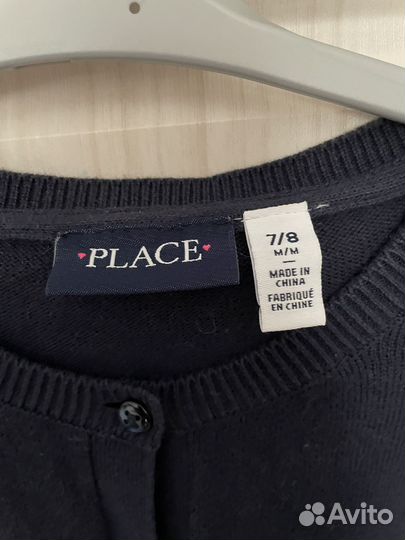 PLACE
7/8
M/M
MADE IN
CHINA
FABRIQUÉ
EN CHINE
Avito